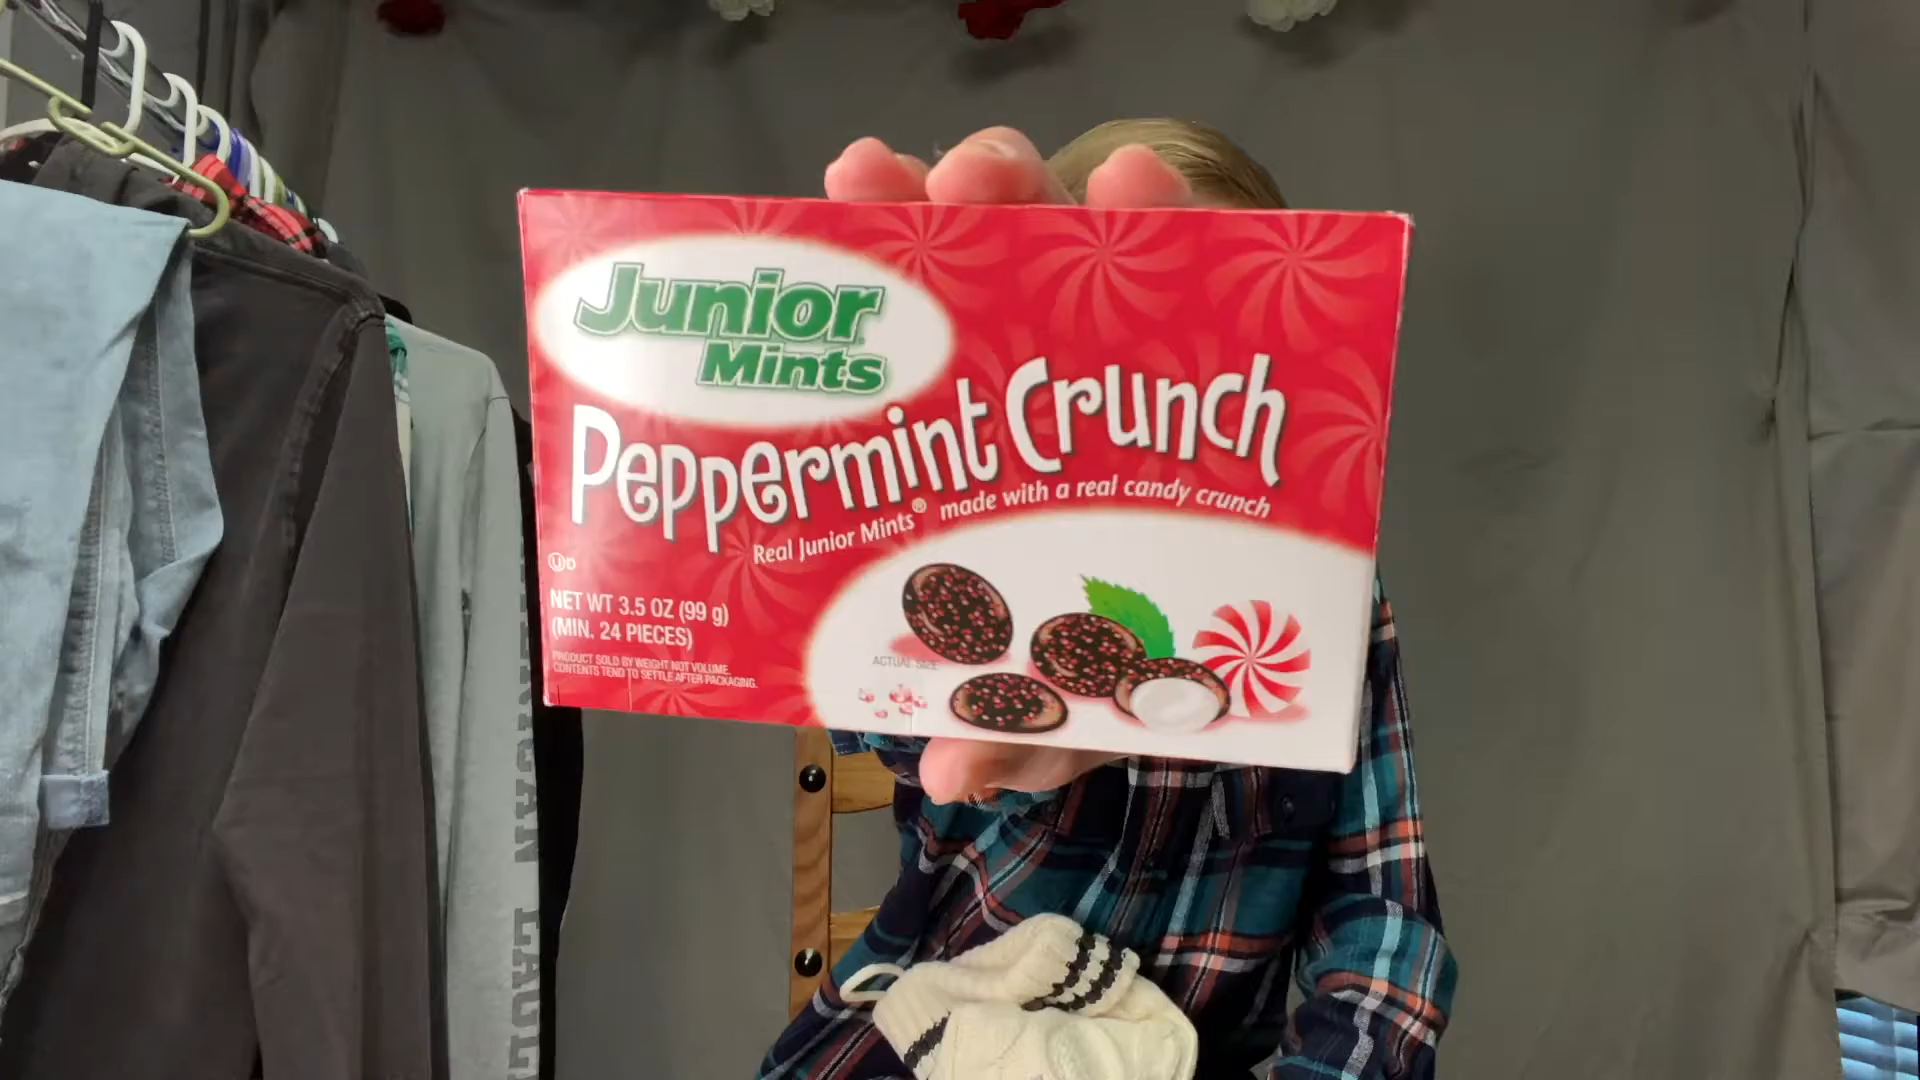 Junior
Mints
Peppermint Crunch
Real Junior Mints® made with a real candy crunch
UD
NET WT 3.5 OZ (99 g)
(MIN. 24 PIECES)
PRODUCT SOLD BY WEIGHT NOT VOLUME.
CONTENTS TEND TO SETTLE AFTER PACKAGING.
ACTUAL SIZE